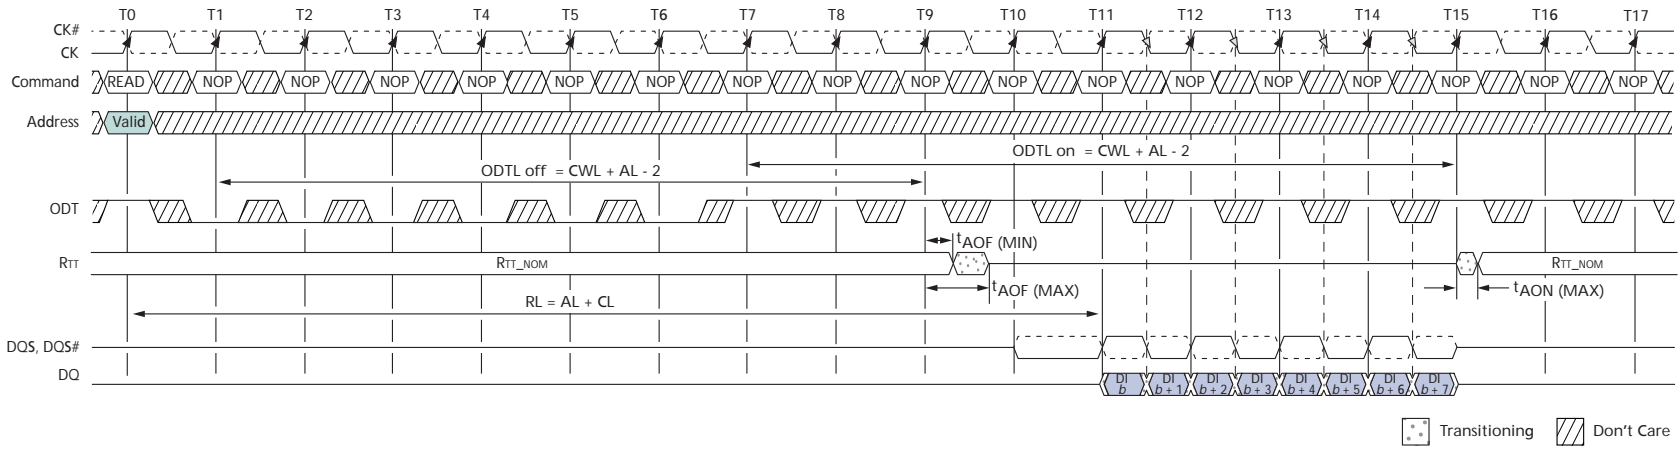 T0 T1 T2 T3 T4 T5 T6 T7 T8 T9 T10 T11 T12 T13 T14 T15 T16 T17
CK#
CK
Command READ NOP NOP NOP NOP NOP NOP NOP NOP NOP NOP NOP NOP NOP NOP NOP NOP NOP
Address Valid
ODTL on = CWL + AL - 2
ODTL off = CWL + AL - 2
ODT
tAOF (MIN)
RTT RTT_NOM RTT_NOM
tAOF (MAX) tAON (MAX)
RL = AL + CL
DQS, DQS#
DQ DI b DI b + 1 DI b + 2 DI b + 3 DI b + 4 DI b + 5 DI b + 6 DI b + 7
Transitioning Don't Care